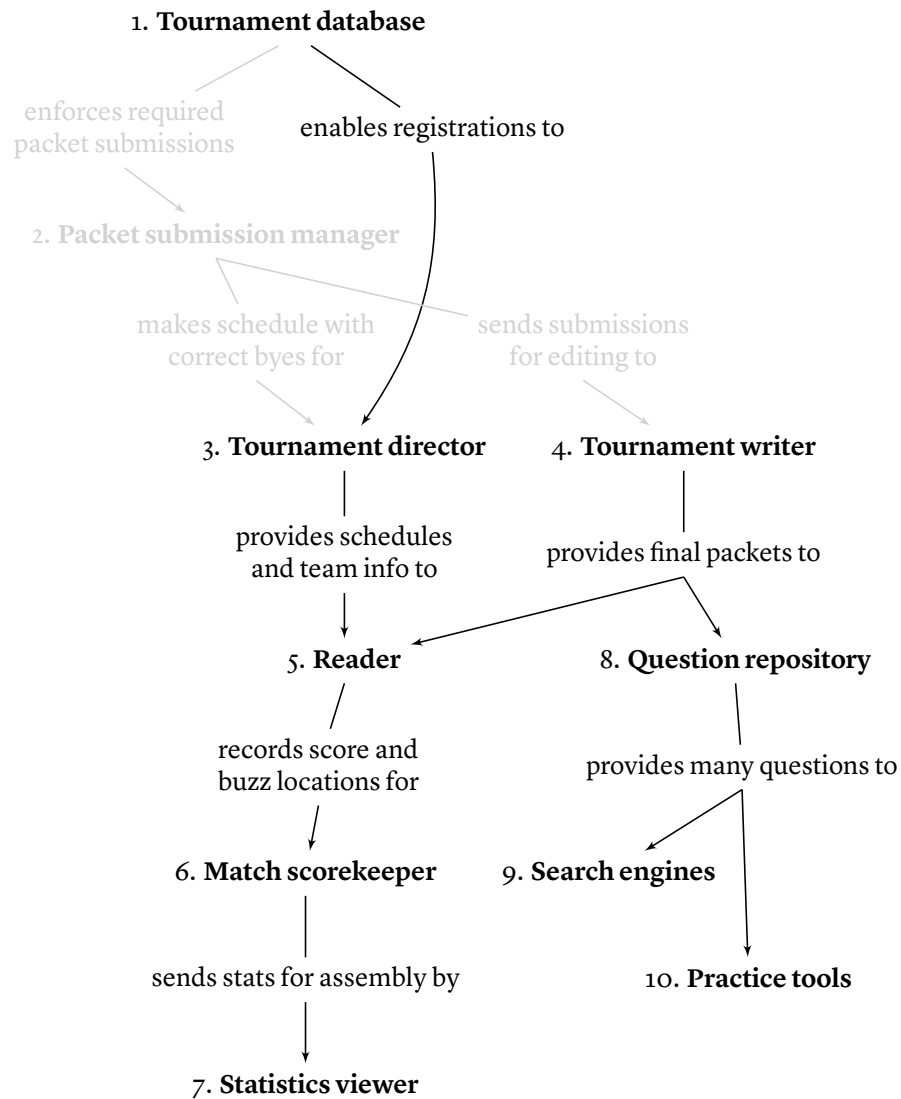 1. Tournament database
enforces required
packet submissions
enables registrations to
2. Packet submission manager
makes schedule with
correct byes for
sends submissions
for editing to
3. Tournament director
4. Tournament writer
provides schedules
and team info to
provides final packets to
5. Reader
8. Question repository
records score and
buzz locations for
provides many questions to
6. Match scorekeeper
9. Search engines
sends stats for assembly by
10. Practice tools
7. Statistics viewer